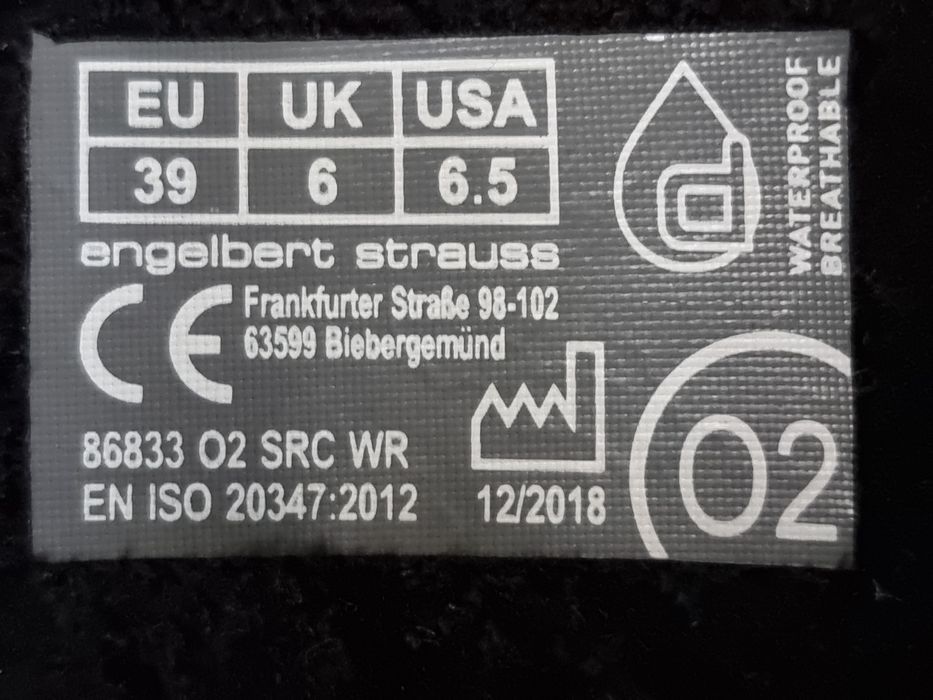 EU UK USA
39 6 6.5
engelbert strauss
CE Frankfurter Straße 98-102
63599 Biebergemünd
86833 O2 SRC WR
EN ISO 20347:2012
12/2018
WATERPROOF
BREATHABLE
O2